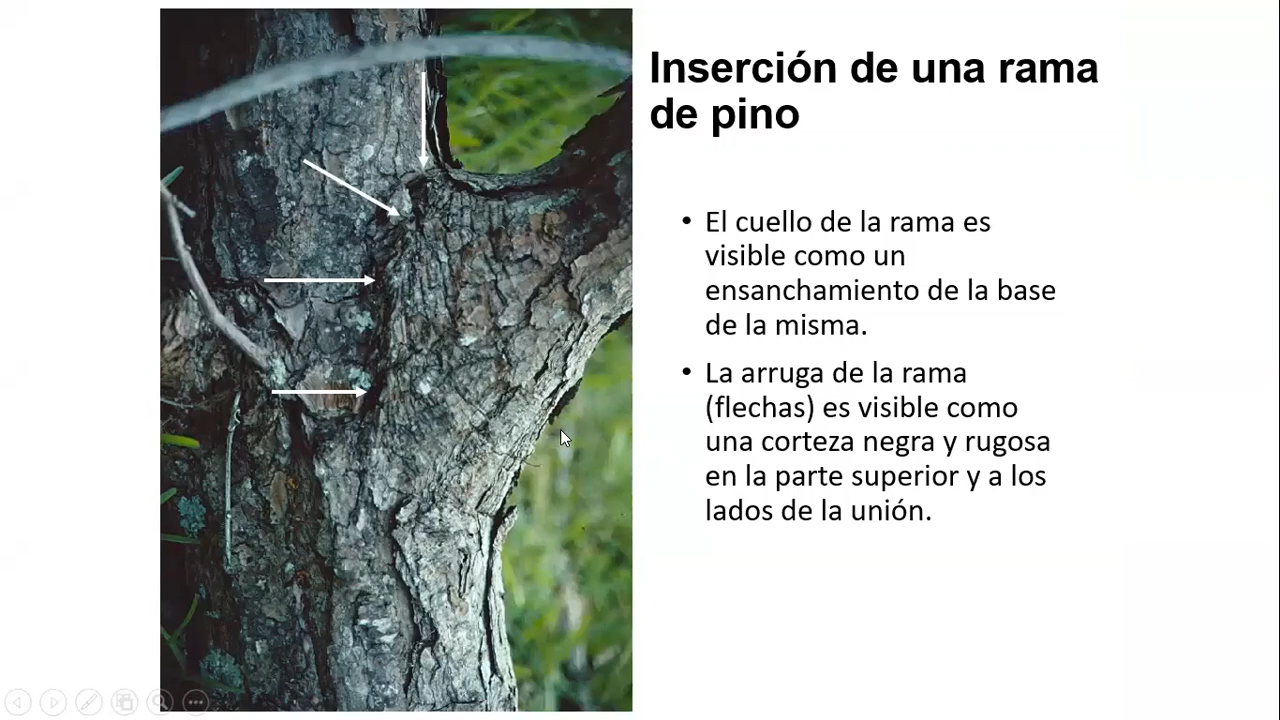 Inserción de una rama
de pino
• El cuello de la rama es
visible como un
ensanchamiento de la base
de la misma.
• La arruga de la rama
(flechas) es visible como
una corteza negra y rugosa
en la parte superior y a los
lados de la unión.